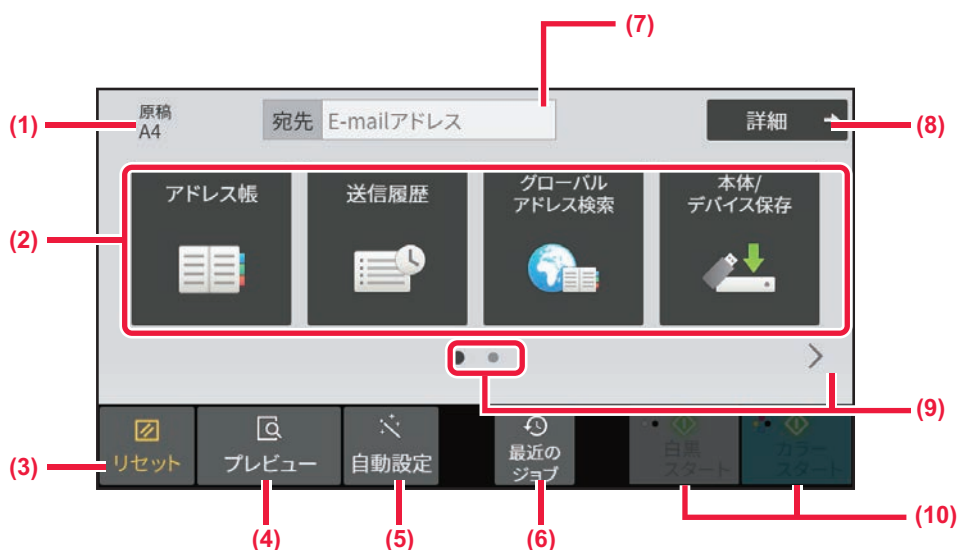 (7)
(1)
原稿
A4
宛先 E-mailアドレス
詳細
(8)
(2)
アドレス帳
送信履歴
グローバル
アドレス検索
本体/
デバイス保存
(9)
(3)
リセット
プレビュー
自動設定
最近の
ジョブ
白黒
スタート
カラー
スタート
(4)
(5)
(6)
(10)